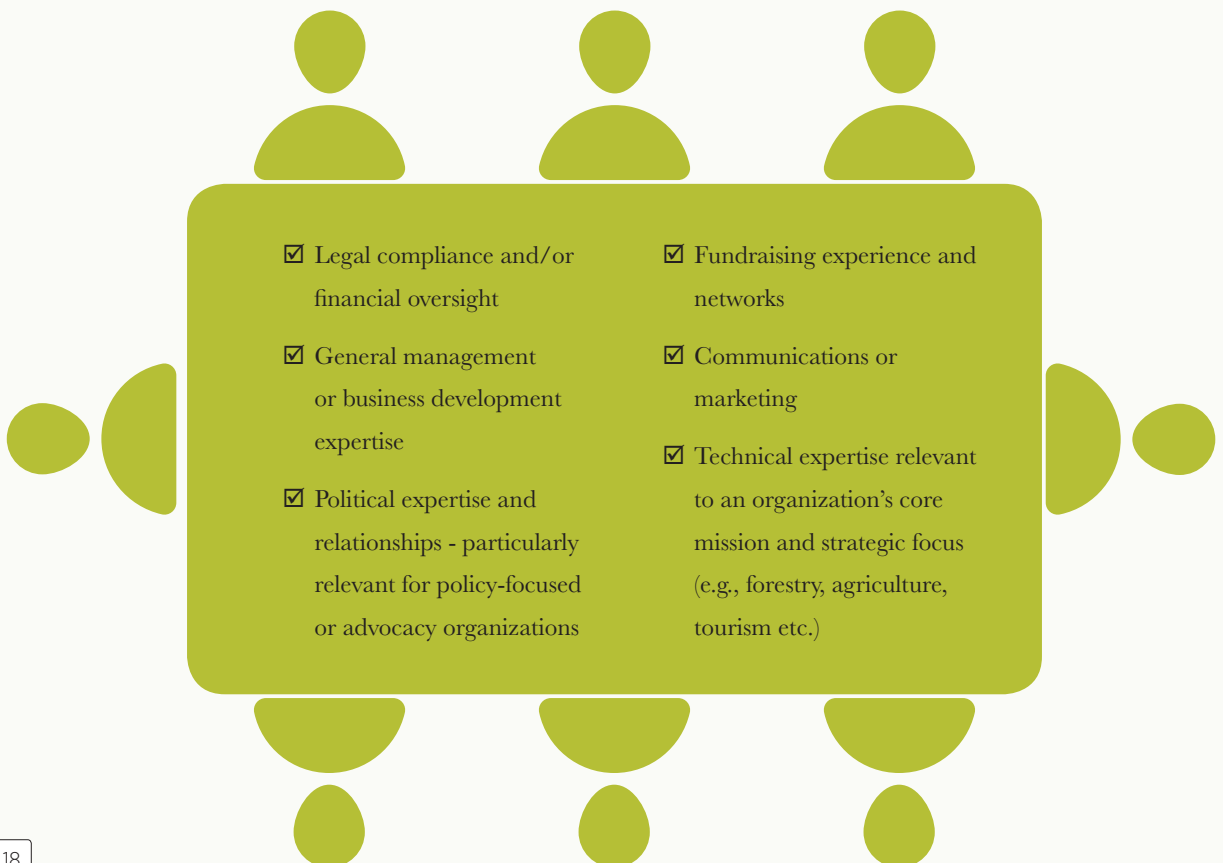 ☑ Legal compliance and/or
financial oversight
☑ General management
or business development
expertise
☑ Political expertise and
relationships - particularly
relevant for policy-focused
or advocacy organizations
☑ Fundraising experience and
networks
☑ Communications or
marketing
☑ Technical expertise relevant
to an organization’s core
mission and strategic focus
(e.g., forestry, agriculture,
tourism etc.)
18